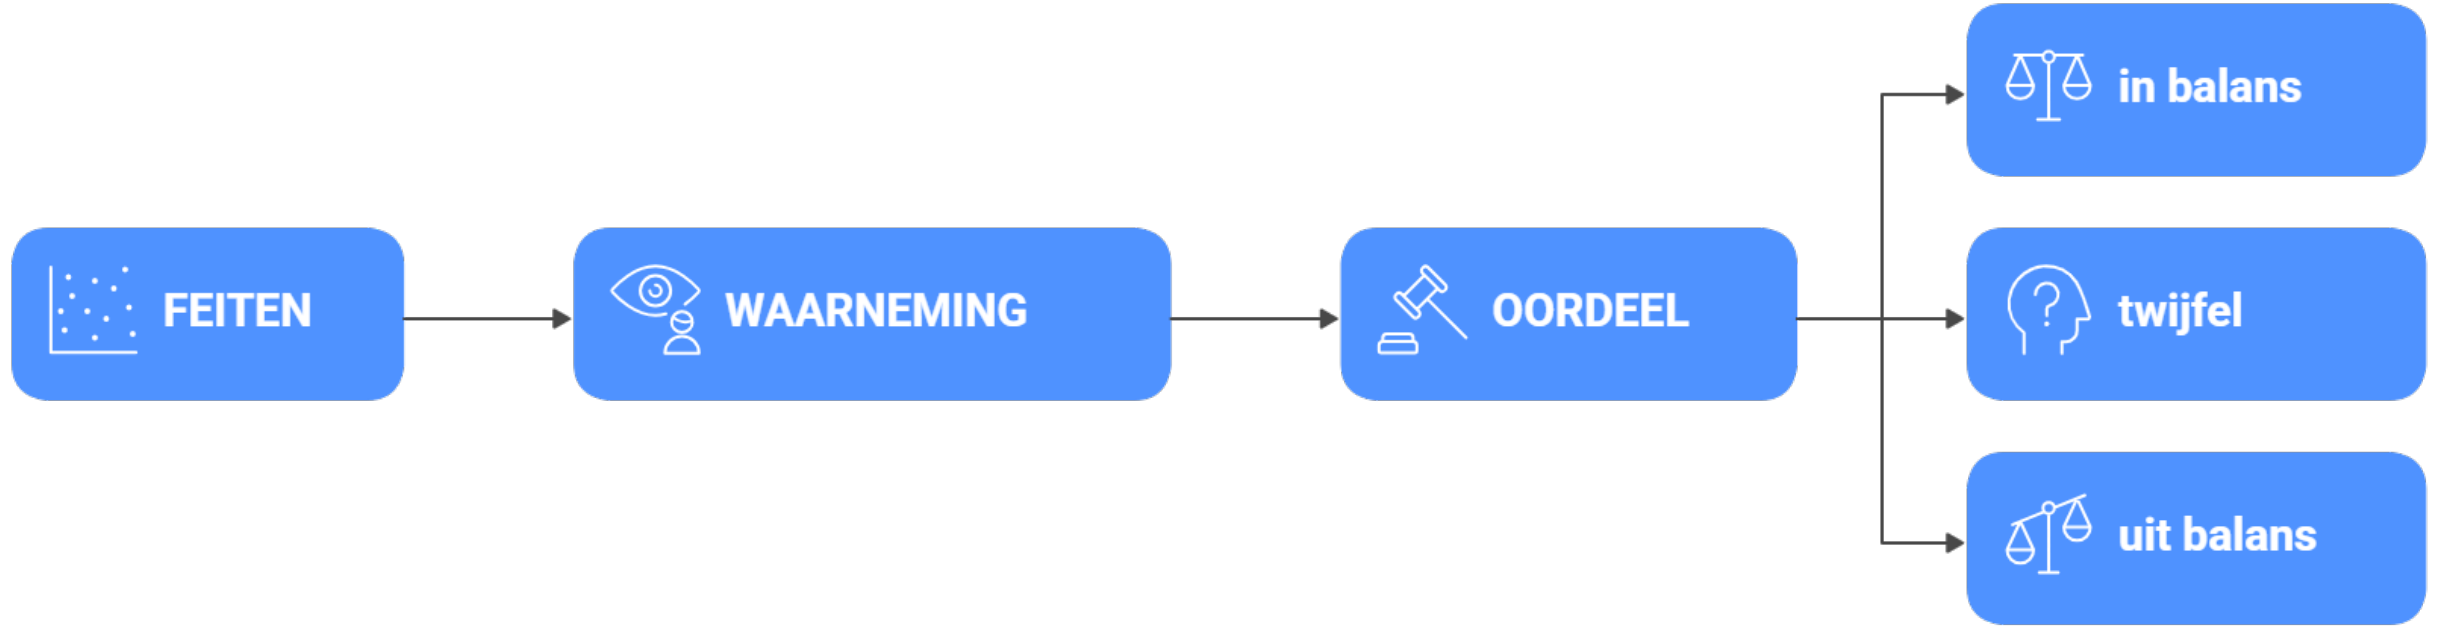 FEITEN
WAARNEMING
OORDEEL
in balans
twijfel
uit balans